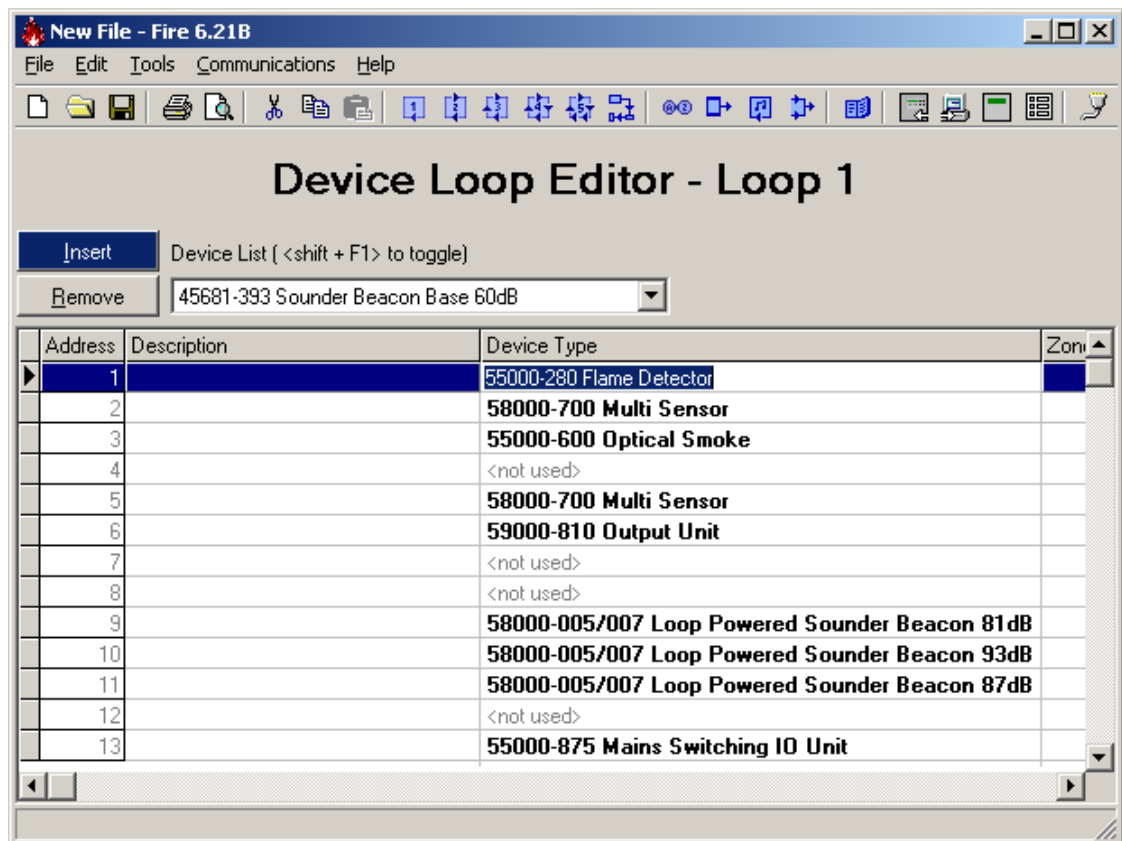 New File - Fire 6.21B
File Edit Tools Communications Help
Device Loop Editor - Loop 1
Insert Device List ( <shift + F1> to toggle)
Remove 45681-393 Sounder Beacon Base 60dB
Address Description Device Type
1 55000-280 Flame Detector
2 58000-700 Multi Sensor
3 55000-600 Optical Smoke
4 <not used>
5 58000-700 Multi Sensor
6 59000-810 Output Unit
7 <not used>
8 <not used>
9 58000-005/007 Loop Powered Sounder Beacon 81dB
10 58000-005/007 Loop Powered Sounder Beacon 93dB
11 58000-005/007 Loop Powered Sounder Beacon 87dB
12 <not used>
13 55000-875 Mains Switching IO Unit